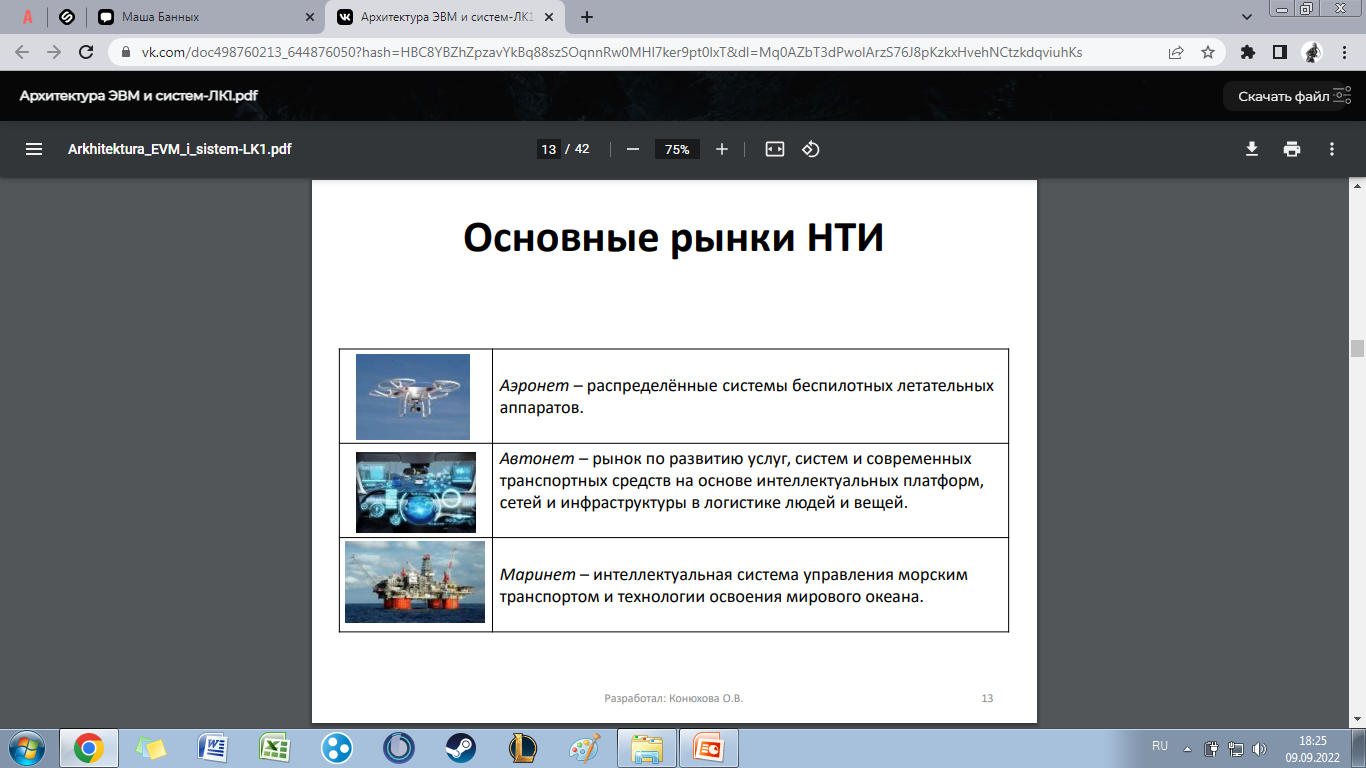 Маша Банных
Архитектура ЭВМ и систем-ЛК1
vk.com/doc498760213_644876050?hash=HBC8YBZhZpzavYkBq88szSOqnnRw0MHl7ker9pt0lxT&dl=Mq0AZbT3dPwolArzS76J8pKzkxHvehNCtzkdqviuhKs
Архитектура ЭВМ и систем-ЛК1.pdf
Скачать файл
Arkhitektura_EVM_i_sistem-LK1.pdf
13 / 42
75%
Основные рынки НТИ
Аэронет – распределённые системы беспилотных летательных
аппаратов.
Автонет – рынок по развитию услуг, систем и современных
транспортных средств на основе интеллектуальных платформ,
сетей и инфраструктуры в логистике людей и вещей.
Маринет – интеллектуальная система управления морским
транспортом и технологии освоения мирового океана.
Разработал: Конюхова О.В.
13
RU
18:25
09.09.2022